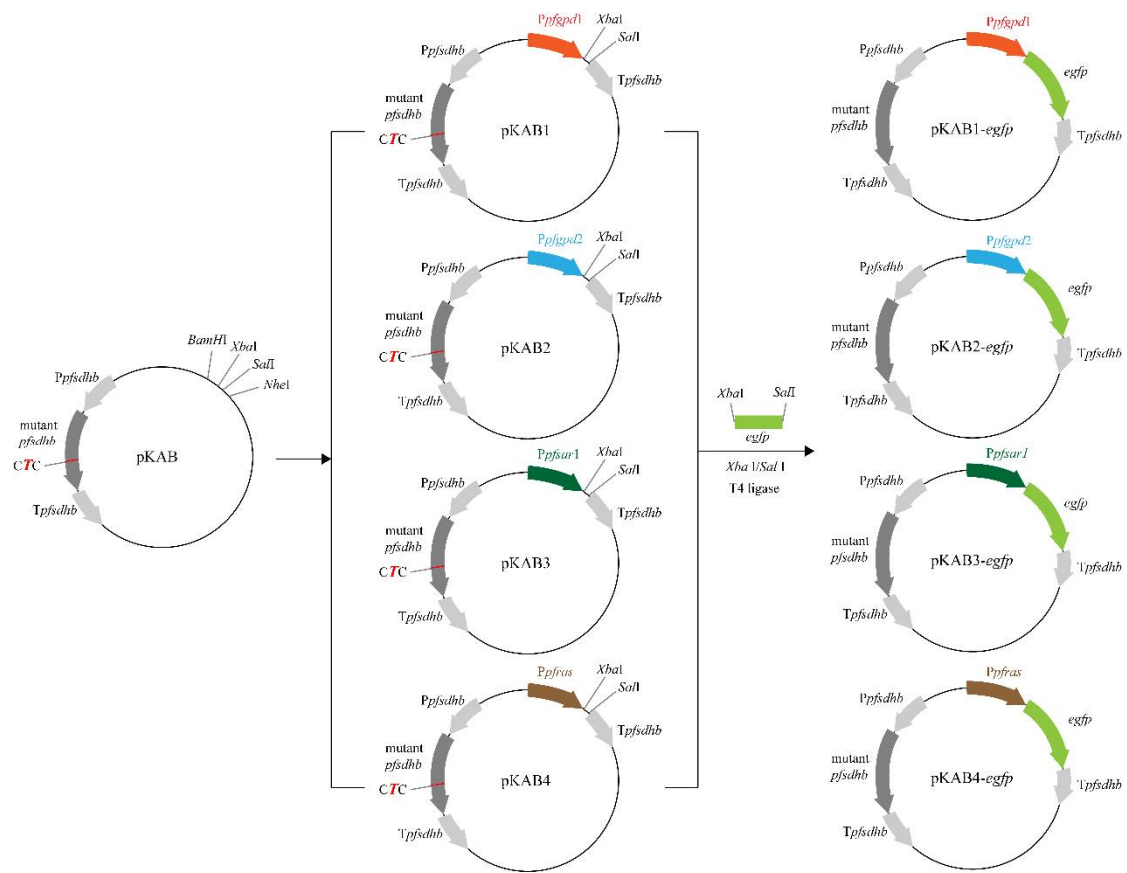 BamHI
XbaI
SalI
NheI
Ppfsdhb
mutant
pfsdhb
CTC
Tpfsdhb
pKAB
Ppfgpd1
XbaI
SalI
Ppfsdhb
mutant
pfsdhb
CTC
Tpfsdhb
Tpfsdhb
pKAB1
Ppfgpd2
XbaI
SalI
Ppfsdhb
mutant
pfsdhb
CTC
Tpfsdhb
Tpfsdhb
pKAB2
Ppfsar1
XbaI
SalI
Ppfsdhb
mutant
pfsdhb
CTC
Tpfsdhb
Tpfsdhb
pKAB3
Ppfras
XbaI
SalI
Ppfsdhb
mutant
pfsdhb
CTC
Tpfsdhb
Tpfsdhb
pKAB4
XbaI
SalI
egfp
Xba I/Sal I
T4 ligase
Ppfgpd1
Ppfsdhb
egfp
mutant
pfsdhb
Tpfsdhb
Tpfsdhb
pKAB1-egfp
Ppfgpd2
Ppfsdhb
egfp
mutant
pfsdhb
Tpfsdhb
Tpfsdhb
pKAB2-egfp
Ppfsar1
Ppfsdhb
egfp
mutant
pfsdhb
Tpfsdhb
Tpfsdhb
pKAB3-egfp
Ppfras
Ppfsdhb
egfp
mutant
pfsdhb
Tpfsdhb
Tpfsdhb
pKAB4-egfp